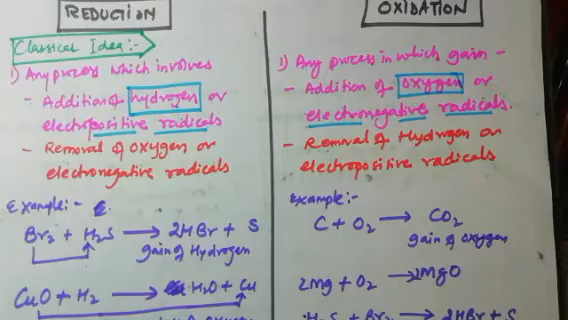 REDUCTION
Classical Idea:-
1) Any process which involves
- Addition of hydrogen or
electropositive radicals
- Removal of oxygen or
electronegative radicals
Example:-
Br₂ + H₂S → 2HBr + S
gain of Hydrogen
CuO + H₂ → H₂O + Cu
OXIDATION
1) Any process in which gain -
- Addition of oxygen or
electronegative radicals.
- Removal of Hydrogen or
electropositive radicals
Example:-
C + O₂ → CO₂
gain of oxygen
2Mg + O₂ → 2MgO
H₂S + Br₂ → 2HBr + S